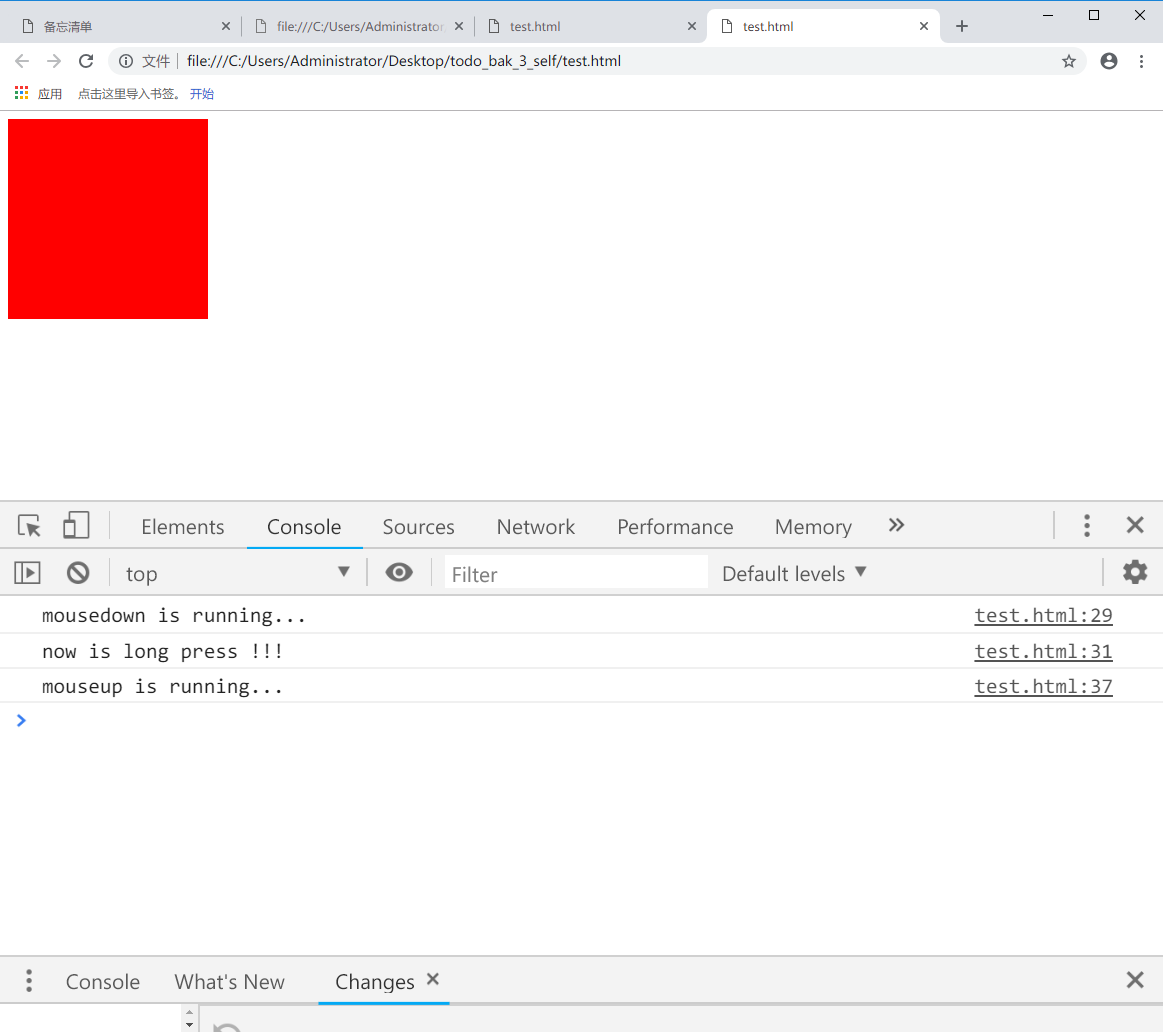 备忘清单 file:///C:/Users/Administrator test.html test.html
文件 file:///C:/Users/Administrator/Desktop/todo_bak_3_self/test.html
应用 点击这里导入书签。 开始
Elements Console Sources Network Performance Memory
top Filter Default levels
mousedown is running... test.html:29
now is long press !!! test.html:31
mouseup is running... test.html:37
Console What's New Changes